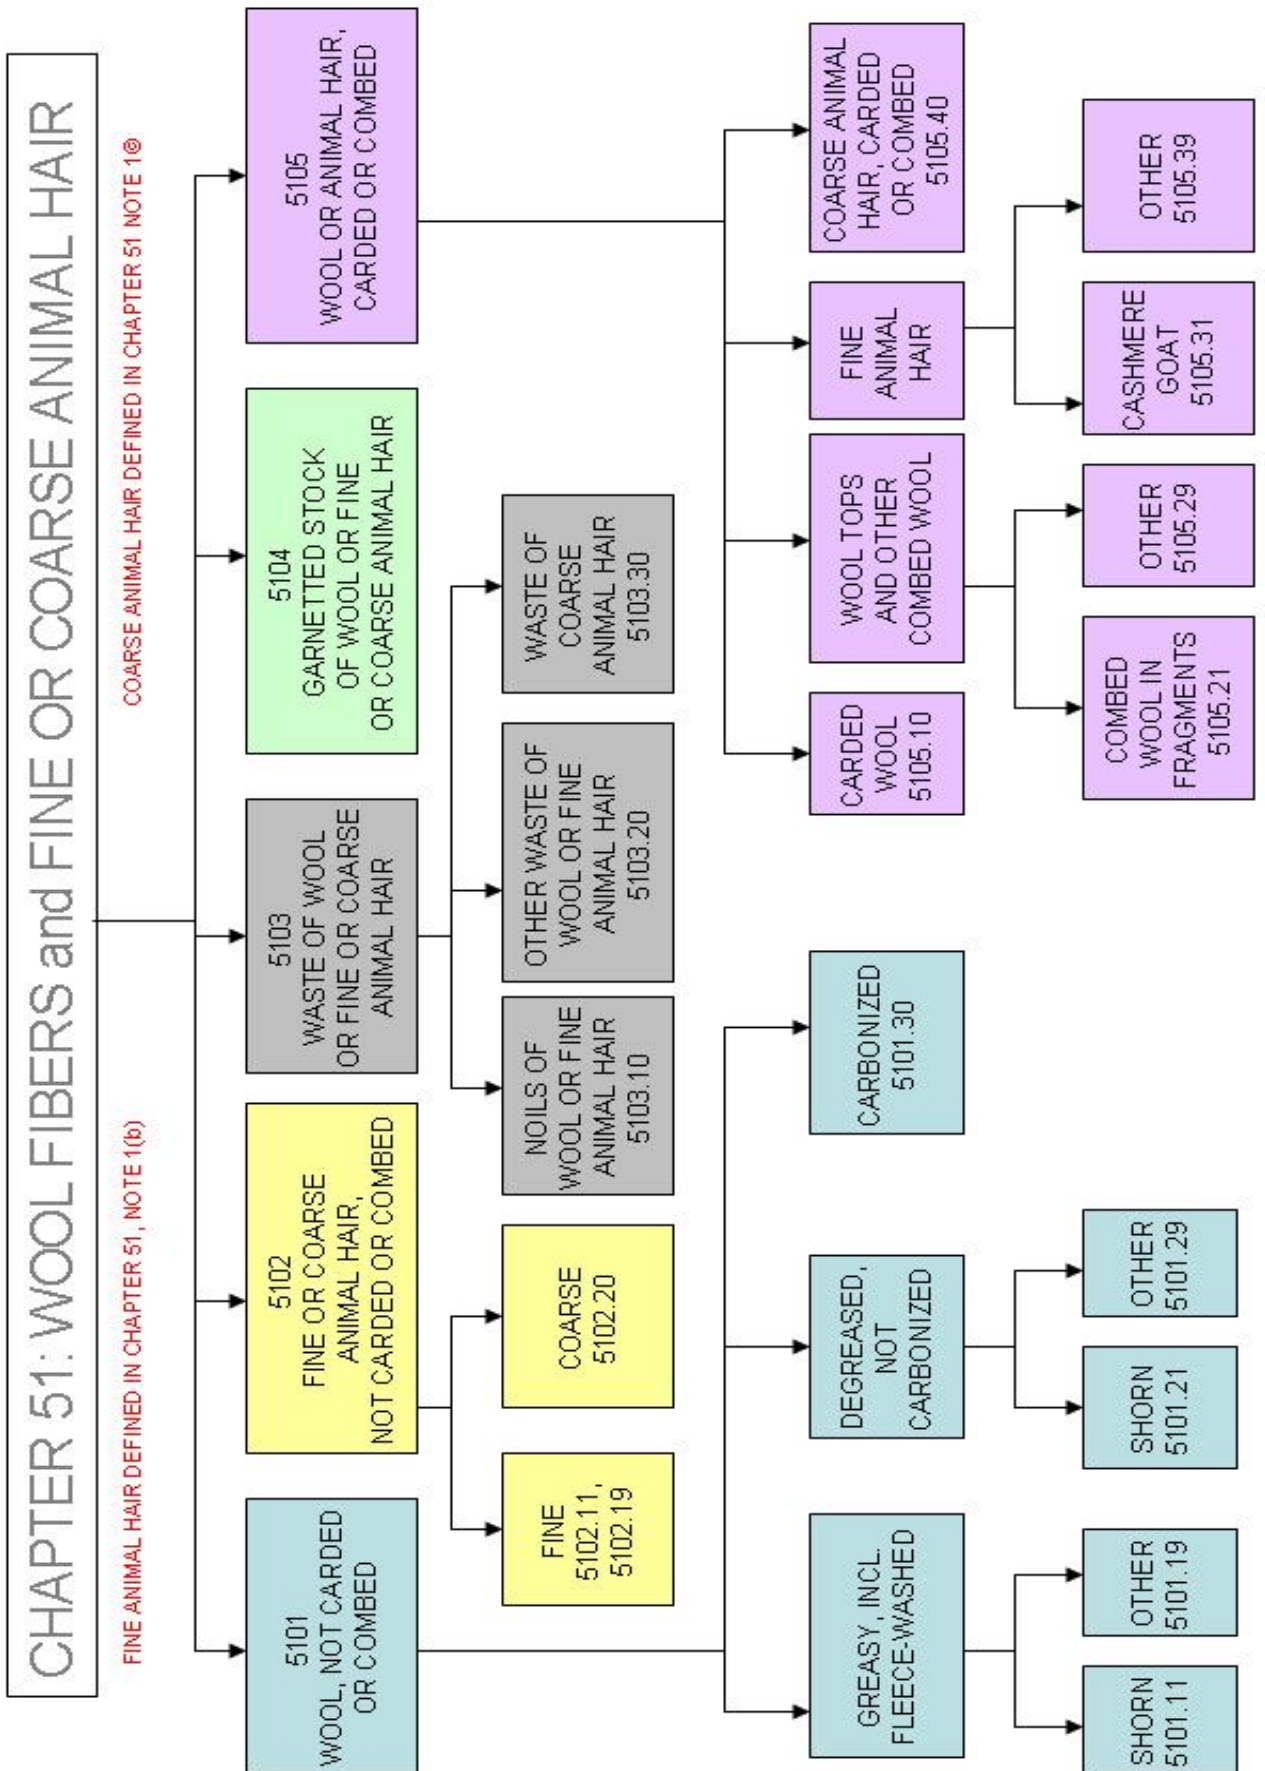 CHAPTER 51: WOOL FIBERS and FINE OR COARSE ANIMAL HAIR
FINE ANIMAL HAIR DEFINED IN CHAPTER 51, NOTE 1(b)
COARSE ANIMAL HAIR DEFINED IN CHAPTER 51 NOTE 1©
5101
WOOL, NOT CARDED
OR COMBED
5102
FINE OR COARSE
ANIMAL HAIR,
NOT CARDED OR COMBED
5103
WASTE OF WOOL
OR FINE OR COARSE
ANIMAL HAIR
5104
GARNETTED STOCK
OF WOOL OR FINE
OR COARSE ANIMAL HAIR
5105
WOOL OR ANIMAL HAIR,
CARDED OR COMBED
FINE
5102.11,
5102.19
COARSE
5102.20
NOILS OF
WOOL OR FINE
ANIMAL HAIR
5103.10
OTHER WASTE OF
WOOL OR FINE
ANIMAL HAIR
5103.20
WASTE OF
COARSE
ANIMAL HAIR
5103.30
GREASY, INCL.
FLEECE-WASHED
DEGREASED,
NOT
CARBONIZED
CARBONIZED
5101.30
CARDED
WOOL
5105.10
WOOL TOPS
AND OTHER
COMBED WOOL
FINE
ANIMAL
HAIR
COARSE ANIMAL
HAIR, CARDED
OR COMBED
5105.40
SHORN
5101.11
OTHER
5101.19
SHORN
5101.21
OTHER
5101.29
COMBED
WOOL IN
FRAGMENTS
5105.21
OTHER
5105.29
CASHMERE
GOAT
5105.31
OTHER
5105.39